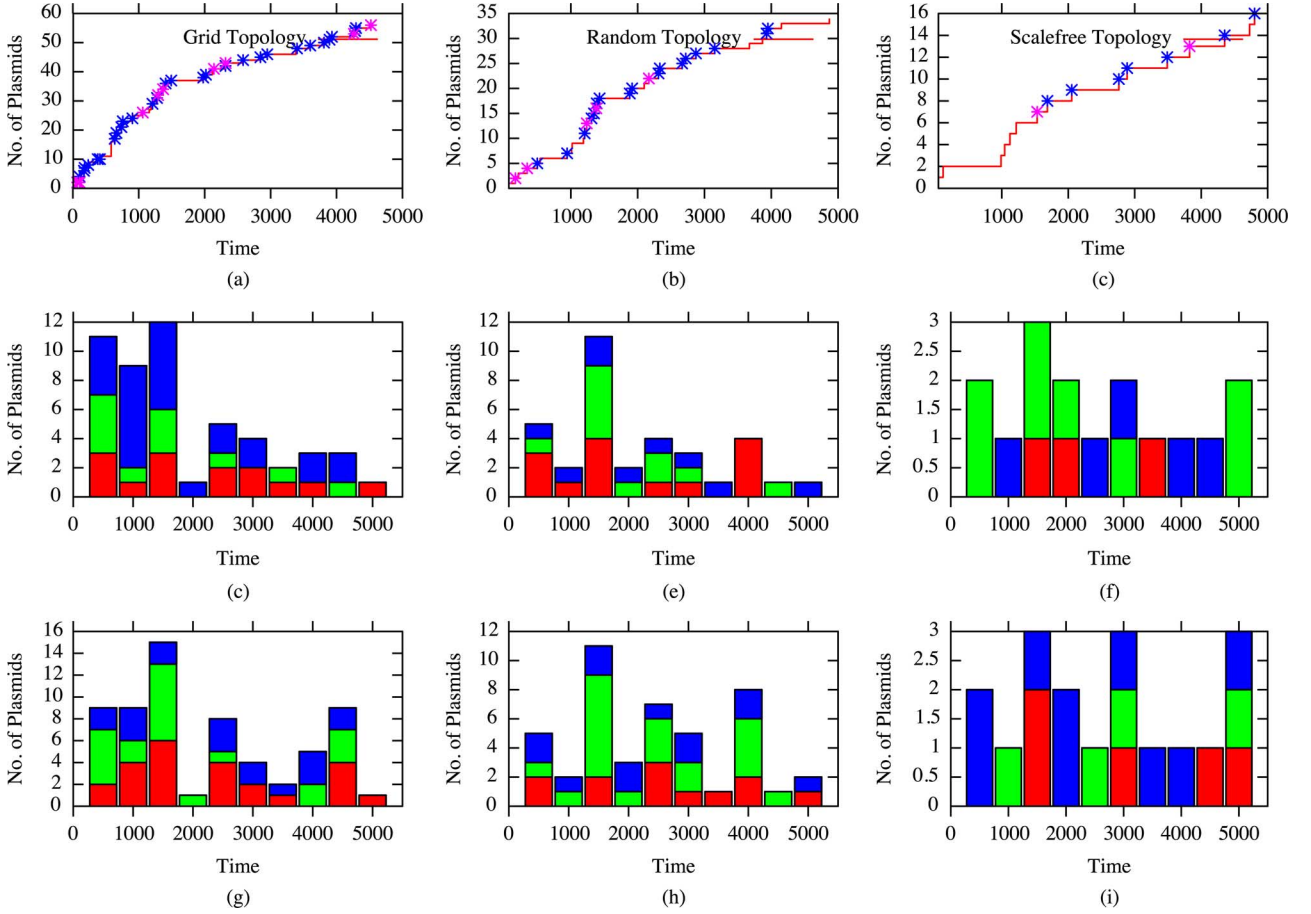 No. of Plasmids
60
50
40
30
20
10
0
Grid Topology
0 1000 2000 3000 4000 5000
Time
(a)
No. of Plasmids
35
30
25
20
15
10
5
0
Random Topology
1000 2000 3000 4000 5000
Time
(b)
No. of Plasmids
16
14
12
10
8
6
4
2
0
Scalefree Topology
1000 2000 3000 4000 5000
Time
(c)
No. of Plasmids
12
10
8
6
4
2
0
0 1000 2000 3000 4000 5000
Time
(c)
No. of Plasmids
12
10
8
6
4
2
0
0 1000 2000 3000 4000 5000
Time
(e)
No. of Plasmids
3
2.5
2
1.5
1
0.5
0
0 1000 2000 3000 4000 5000
Time
(f)
No. of Plasmids
16
14
12
10
8
6
4
2
0
0 1000 2000 3000 4000 5000
Time
(g)
No. of Plasmids
12
10
8
6
4
2
0
0 1000 2000 3000 4000 5000
Time
(h)
No. of Plasmids
3
2.5
2
1.5
1
0.5
0
0 1000 2000 3000 4000 5000
Time
(i)